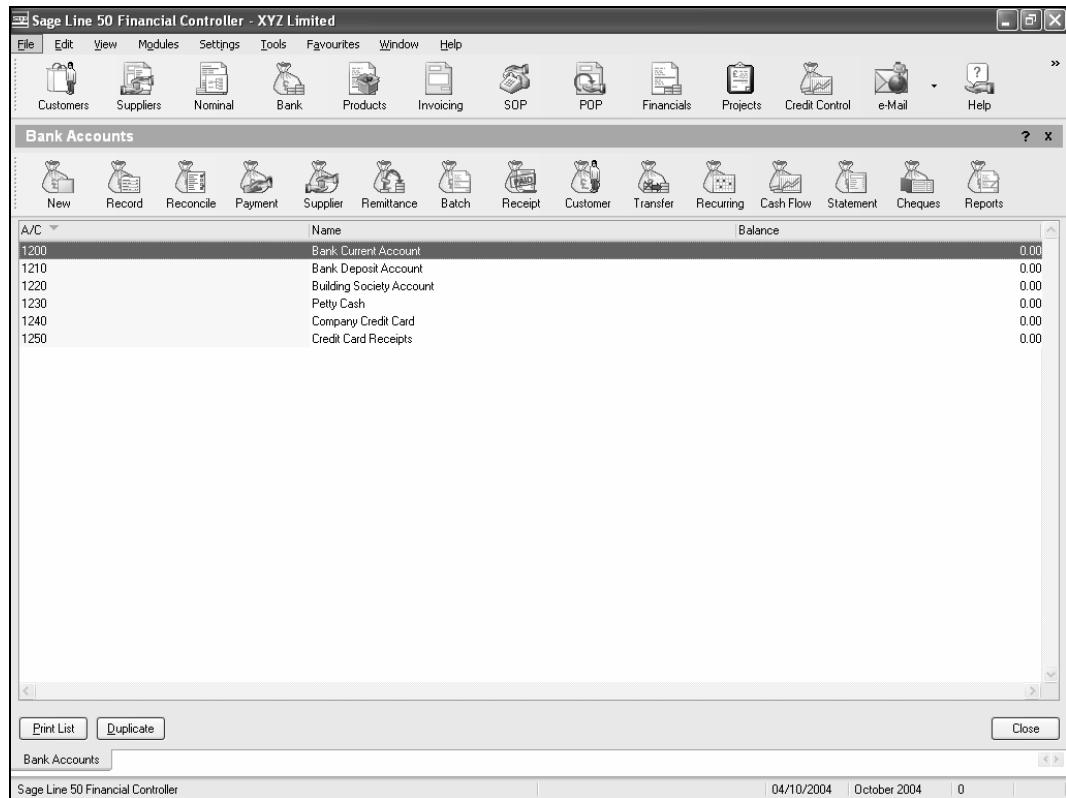 Sage Line 50 Financial Controller - XYZ Limited
File Edit View Modules Settings Tools Favourites Window Help
Customers Suppliers Nominal Bank Products Invoicing SOP POP Financials Projects Credit Control e-Mail Help
Bank Accounts
New Record Reconcile Payment Supplier Remittance Batch Receipt Customer Transfer Recurring Cash Flow Statement Cheques Reports
A/C Name Balance
1200 Bank Current Account 0.00
1210 Bank Deposit Account 0.00
1220 Building Society Account 0.00
1230 Petty Cash 0.00
1240 Company Credit Card 0.00
1250 Credit Card Receipts 0.00
Print List Duplicate Close
Bank Accounts
Sage Line 50 Financial Controller 04/10/2004 October 2004 0